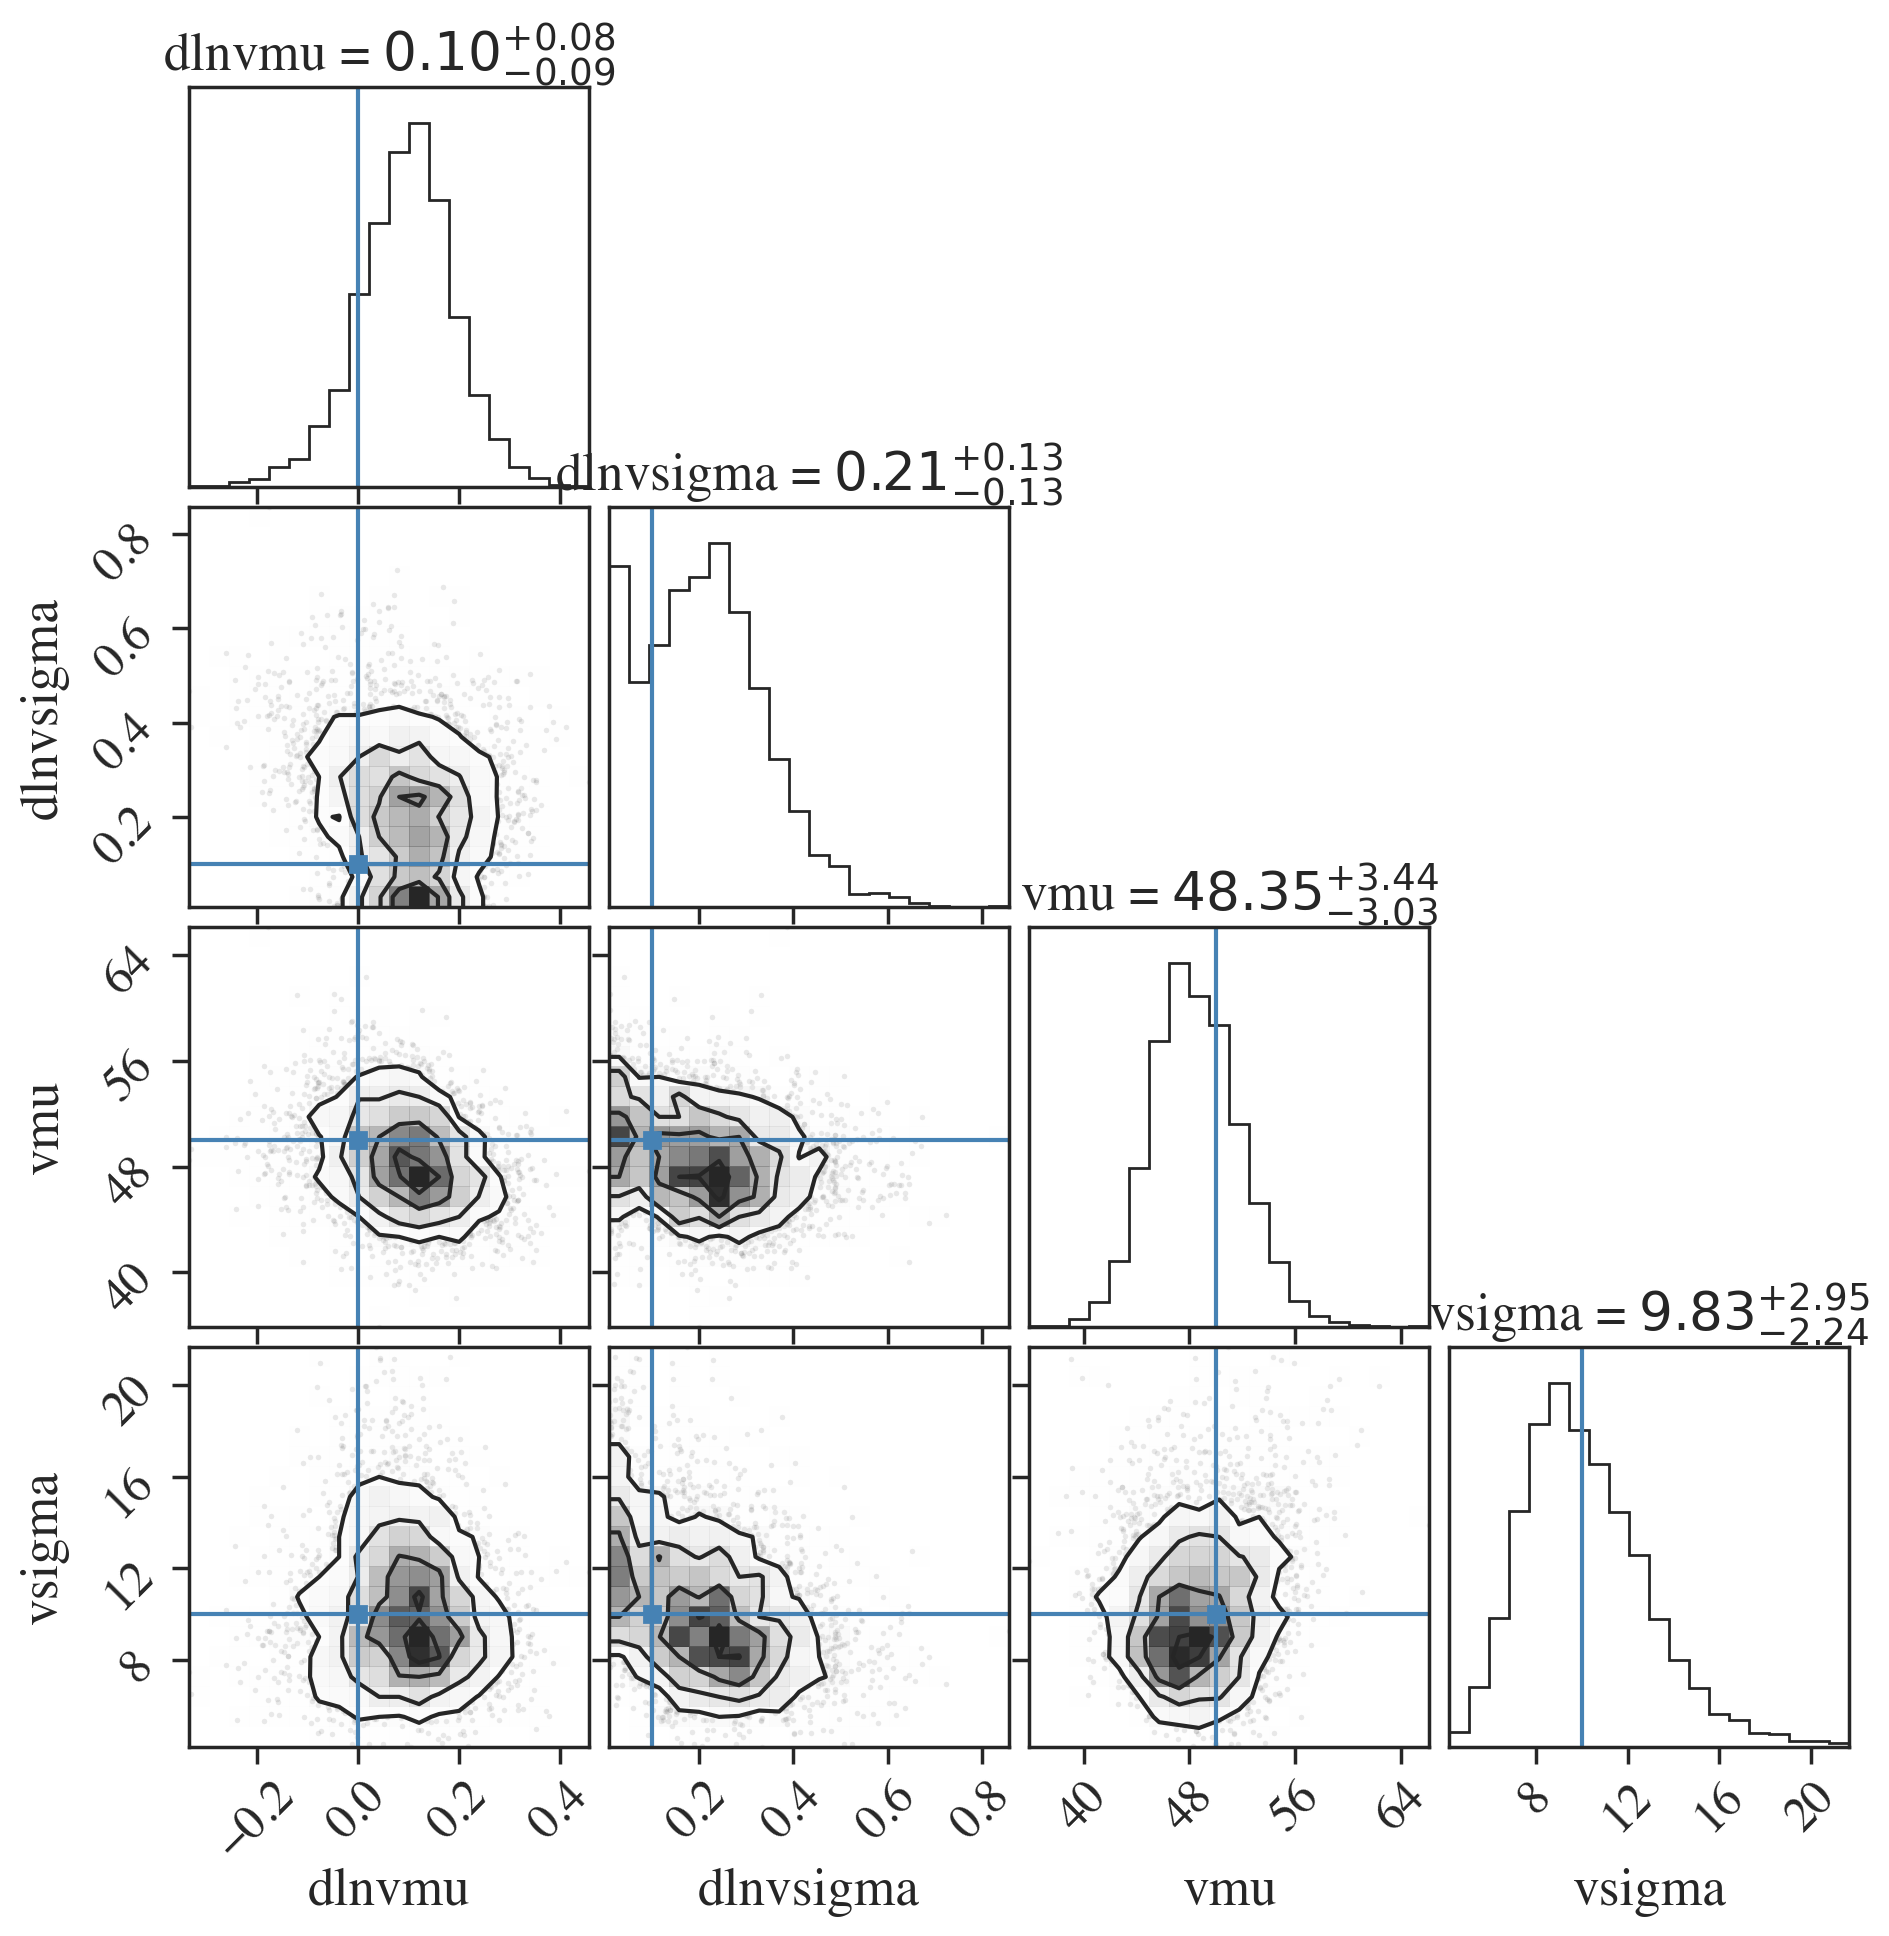 dlnvmu = 0.10 +0.08 −0.09
dlnvsigma = 0.21 +0.13 −0.13
0.8
0.6
0.4
0.2
dlnvsigma
vmu = 48.35 +3.44 −3.03
64
56
48
40
vmu
vsigma = 9.83 +2.95 −2.24
20
16
12
8
vsigma
−0.2 0.0 0.2 0.4 0.2 0.4 0.6 0.8 40 48 56 64 8 12 16 20
dlnvmu dlnvsigma vmu vsigma